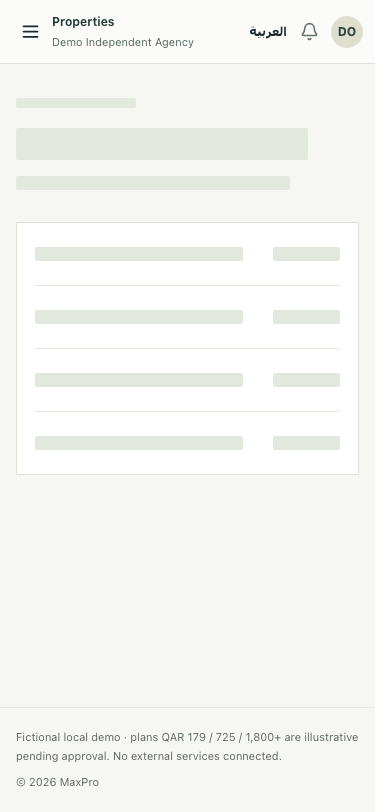 Properties
Demo Independent Agency
العربية
DO
Fictional local demo · plans QAR 179 / 725 / 1,800+ are illustrative
pending approval. No external services connected.
© 2026 MaxPro